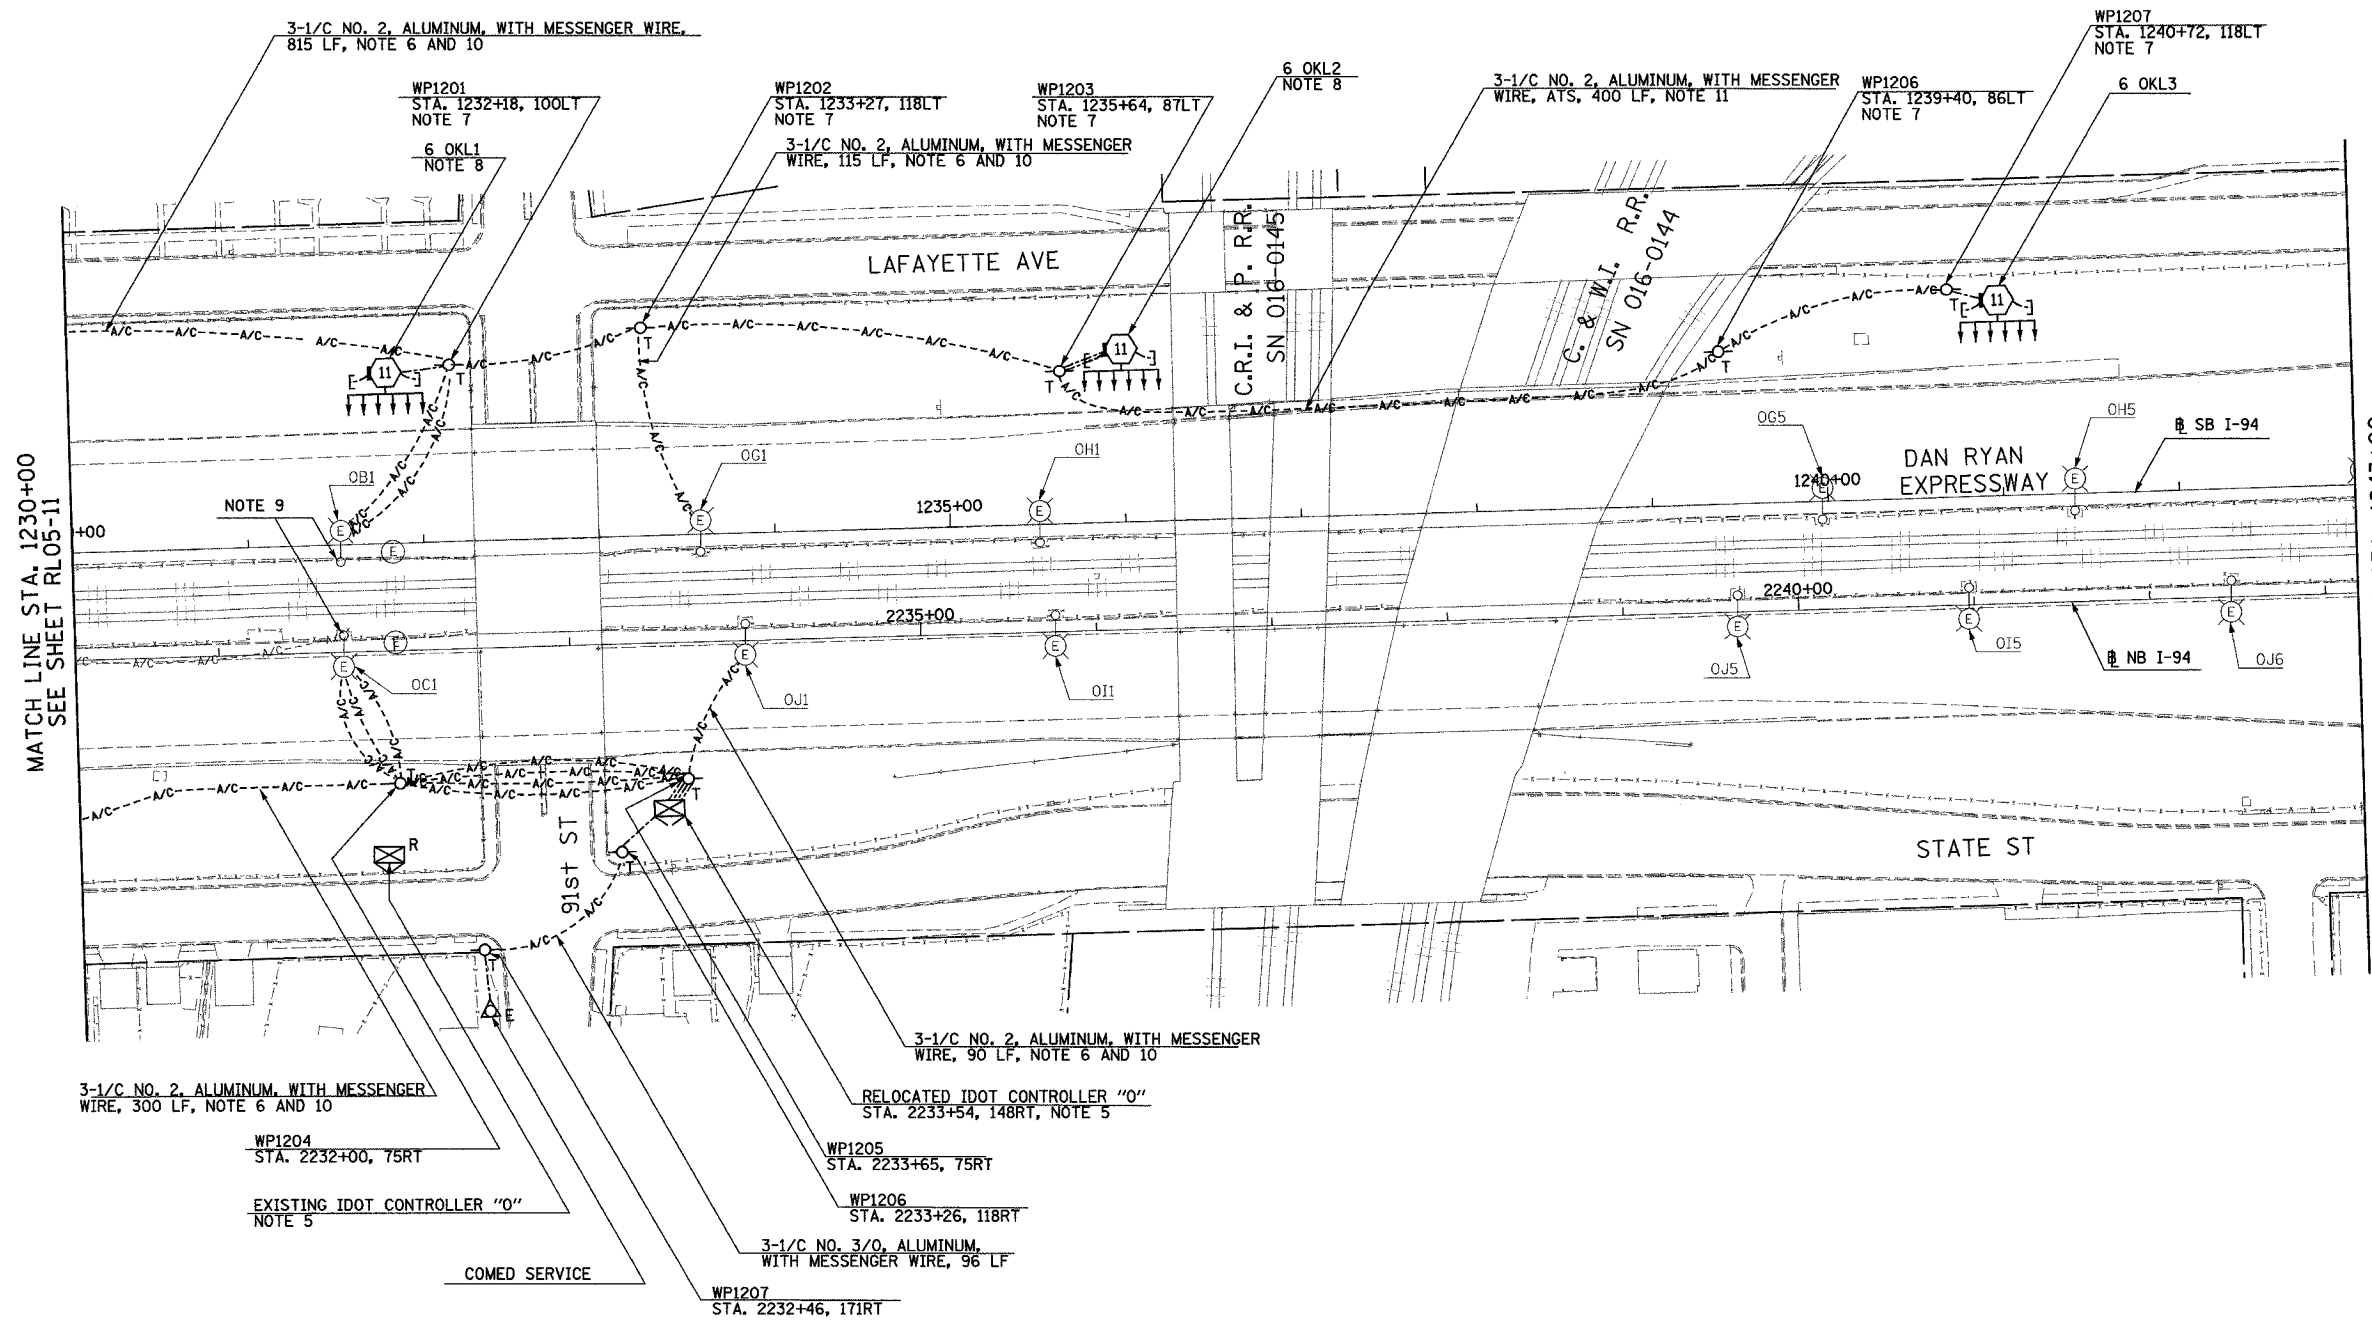 3-1/C NO. 2, ALUMINUM, WITH MESSENGER WIRE,
815 LF, NOTE 6 AND 10
WP1201
STA. 1232+18, 100LT
NOTE 7
6 OKL1
NOTE 8
WP1202
STA. 1233+27, 118LT
NOTE 7
3-1/C NO. 2, ALUMINUM, WITH MESSENGER
WIRE, 115 LF, NOTE 6 AND 10
WP1203
STA. 1235+64, 87LT
NOTE 7
6 OKL2
NOTE 8
3-1/C NO. 2, ALUMINUM, WITH MESSENGER
WIRE, ATS, 400 LF, NOTE 11
WP1206
STA. 1239+40, 86LT
NOTE 7
WP1207
STA. 1240+72, 118LT
NOTE 7
6 OKL3
LAFAYETTE AVE
C.R.I. & P. R.R.
SN 016-0145
C. & W.I. R.R.
SN 016-0144
11
T
T
11
T
T
T
11
A/C
A/C
A/C
A/C
A/C
A/C
A/C
A/C
A/C
A/C
A/C
A/C
A/C
A/C
MATCH LINE STA. 1230+00
SEE SHEET RL05-11
+00
NOTE 9
OB1
E
E
OG1
E
1235+00
OH1
E
OG5
1240+00
E
DAN RYAN
EXPRESSWAY
OH5
E
SB I-94
E
OC1
2235+00
E
OJ1
E
OI1
2240+00
E
OJ5
E
OI5
NB I-94
E
OJ6
A/C
A/C
A/C
A/C
A/C
A/C
A/C
A/C
T
T
R
91st ST
T
STATE ST
A/C
A/C
T
E
3-1/C NO. 2, ALUMINUM, WITH MESSENGER
WIRE, 90 LF, NOTE 6 AND 10
3-1/C NO. 2, ALUMINUM, WITH MESSENGER
WIRE, 300 LF, NOTE 6 AND 10
RELOCATED IDOT CONTROLLER "O"
STA. 2233+54, 148RT, NOTE 5
WP1204
STA. 2232+00, 75RT
WP1205
STA. 2233+65, 75RT
EXISTING IDOT CONTROLLER "O"
NOTE 5
WP1206
STA. 2233+26, 118RT
3-1/C NO. 3/0, ALUMINUM,
WITH MESSENGER WIRE, 96 LF
COMED SERVICE
WP1207
STA. 2232+46, 171RT